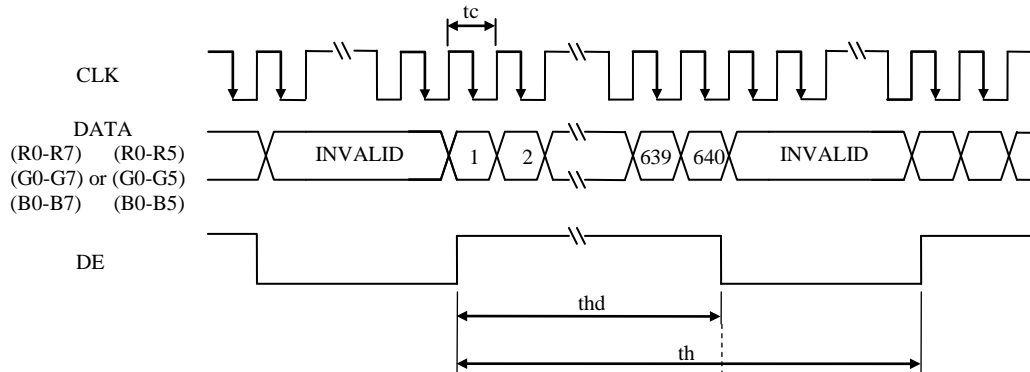 tc
CLK
DATA
(R0-R7) (R0-R5)
(G0-G7) or (G0-G5)
(B0-B7) (B0-B5)
INVALID 1 2 639 640 INVALID
DE
thd
th